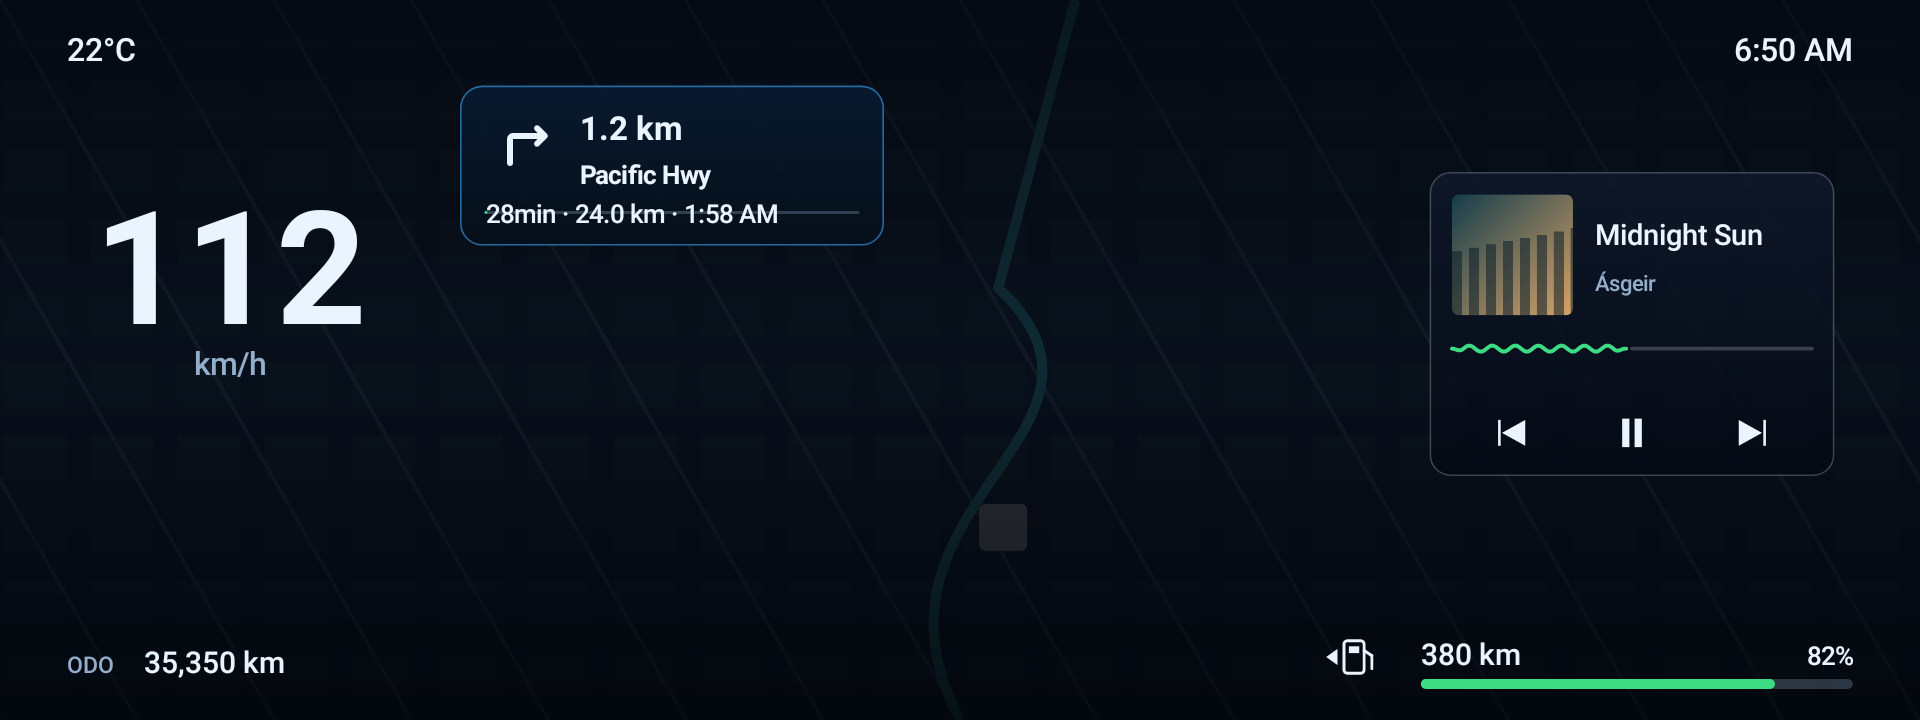 22°C
6:50 AM
1.2 km
Pacific Hwy
28min · 24.0 km · 1:58 AM
112
km/h
Midnight Sun
Ásgeir
ODO 35,350 km
380 km
82%